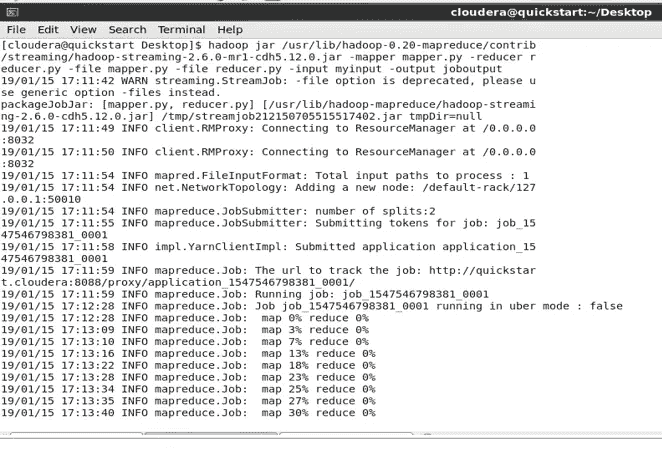 cloudera@quickstart:~/Desktop
File Edit View Search Terminal Help
[cloudera@quickstart Desktop]$ hadoop jar /usr/lib/hadoop-0.20-mapreduce/contrib
/streaming/hadoop-streaming-2.6.0-mr1-cdh5.12.0.jar -mapper mapper.py -reducer r
educer.py -file mapper.py -file reducer.py -input myinput -output joboutput
19/01/15 17:11:42 WARN streaming.StreamJob: -file option is deprecated, please u
se generic option -files instead.
packageJobJar: [mapper.py, reducer.py] [/usr/lib/hadoop-mapreduce/hadoop-streami
ng-2.6.0-cdh5.12.0.jar] /tmp/streamjob212150705515517402.jar tmpDir=null
19/01/15 17:11:49 INFO client.RMProxy: Connecting to ResourceManager at /0.0.0.0
:8032
19/01/15 17:11:50 INFO client.RMProxy: Connecting to ResourceManager at /0.0.0.0
:8032
19/01/15 17:11:54 INFO mapred.FileInputFormat: Total input paths to process : 1
19/01/15 17:11:54 INFO net.NetworkTopology: Adding a new node: /default-rack/127
.0.0.1:50010
19/01/15 17:11:54 INFO mapreduce.JobSubmitter: number of splits:2
19/01/15 17:11:55 INFO mapreduce.JobSubmitter: Submitting tokens for job: job_15
47546798381_0001
19/01/15 17:11:58 INFO impl.YarnClientImpl: Submitted application application_15
47546798381_0001
19/01/15 17:11:59 INFO mapreduce.Job: The url to track the job: http://quickstar
t.cloudera:8088/proxy/application_1547546798381_0001/
19/01/15 17:11:59 INFO mapreduce.Job: Running job: job_1547546798381_0001
19/01/15 17:12:28 INFO mapreduce.Job: Job job_1547546798381_0001 running in uber mode : false
19/01/15 17:12:28 INFO mapreduce.Job:  map 0% reduce 0%
19/01/15 17:13:09 INFO mapreduce.Job:  map 3% reduce 0%
19/01/15 17:13:10 INFO mapreduce.Job:  map 7% reduce 0%
19/01/15 17:13:16 INFO mapreduce.Job:  map 13% reduce 0%
19/01/15 17:13:22 INFO mapreduce.Job:  map 18% reduce 0%
19/01/15 17:13:28 INFO mapreduce.Job:  map 23% reduce 0%
19/01/15 17:13:34 INFO mapreduce.Job:  map 25% reduce 0%
19/01/15 17:13:35 INFO mapreduce.Job:  map 27% reduce 0%
19/01/15 17:13:40 INFO mapreduce.Job:  map 30% reduce 0%